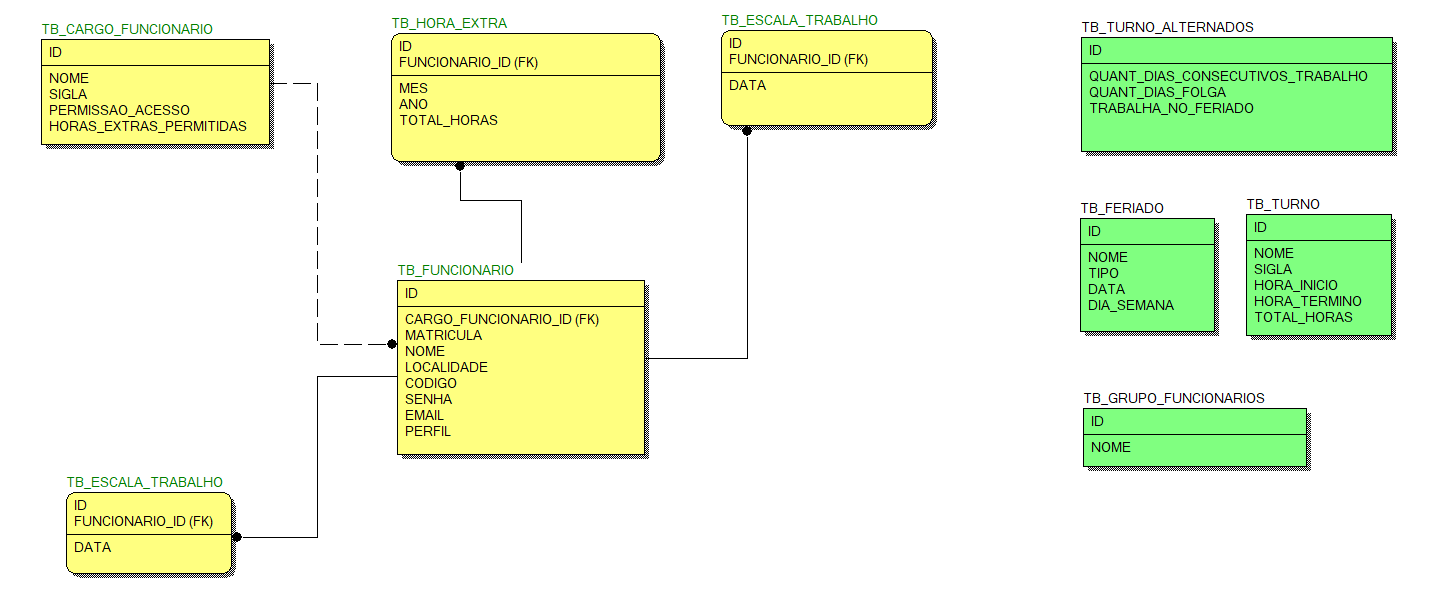 TB_CARGO_FUNCIONARIO
ID
NOME
SIGLA
PERMISSAO_ACESSO
HORAS_EXTRAS_PERMITIDAS
TB_HORA_EXTRA
ID
FUNCIONARIO_ID (FK)
MES
ANO
TOTAL_HORAS
TB_ESCALA_TRABALHO
ID
FUNCIONARIO_ID (FK)
DATA
TB_TURNO_ALTERNADOS
ID
QUANT_DIAS_CONSECUTIVOS_TRABALHO
QUANT_DIAS_FOLGA
TRABALHA_NO_FERIADO
TB_FERIADO
ID
NOME
TIPO
DATA
DIA_SEMANA
TB_TURNO
ID
NOME
SIGLA
HORA_INICIO
HORA_TERMINO
TOTAL_HORAS
TB_FUNCIONARIO
ID
CARGO_FUNCIONARIO_ID (FK)
MATRICULA
NOME
LOCALIDADE
CODIGO
SENHA
EMAIL
PERFIL
TB_GRUPO_FUNCIONARIOS
ID
NOME
TB_ESCALA_TRABALHO
ID
FUNCIONARIO_ID (FK)
DATA